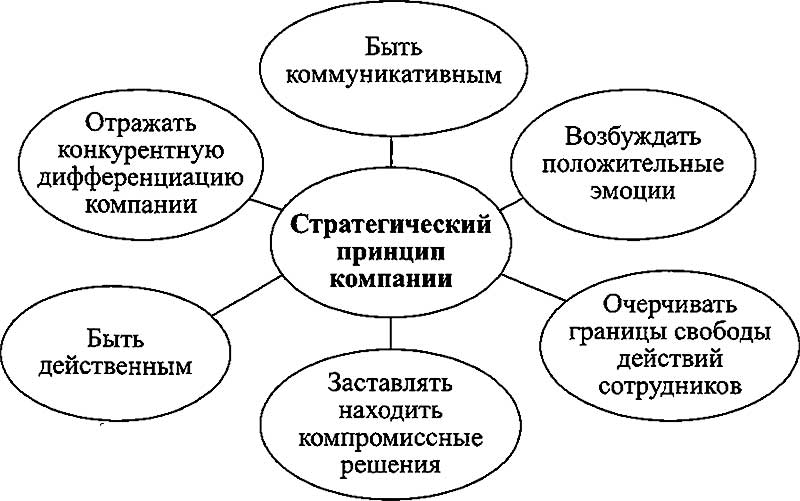 Быть
коммуникативным
Отражать
конкурентную
дифференциацию
компании
Возбуждать
положительные
эмоции
Стратегический
принцип
компании
Быть
действенным
Очерчивать
границы свободы
действий
сотрудников
Заставлять
находить
компромиссные
решения